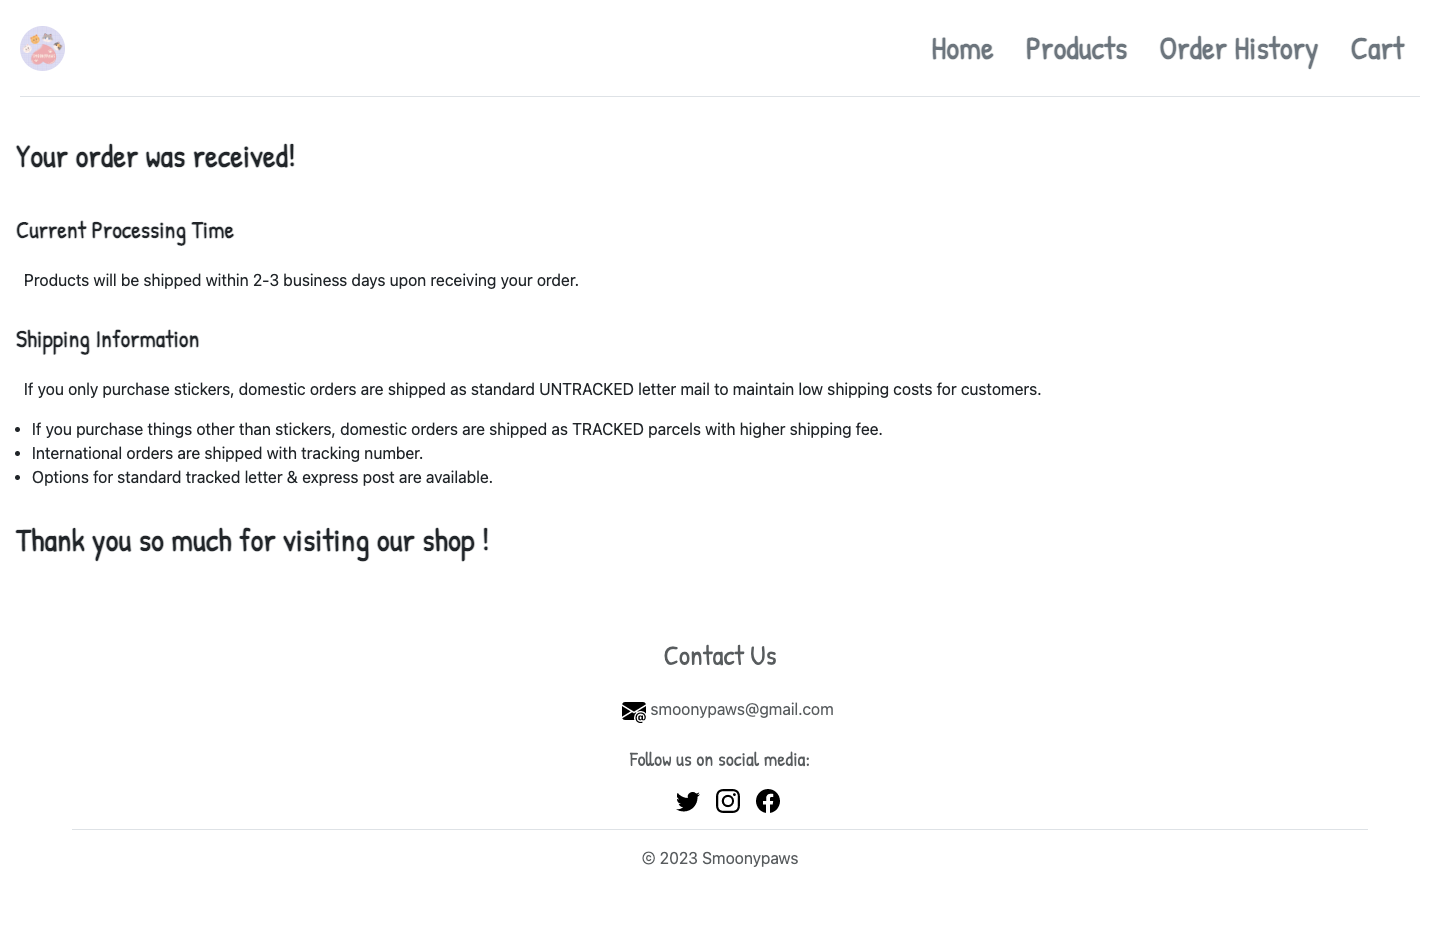 Home Products Order History Cart
Your order was received!
Current Processing Time
Products will be shipped within 2-3 business days upon receiving your order.
Shipping Information
If you only purchase stickers, domestic orders are shipped as standard UNTRACKED letter mail to maintain low shipping costs for customers.
• If you purchase things other than stickers, domestic orders are shipped as TRACKED parcels with higher shipping fee.
• International orders are shipped with tracking number.
• Options for standard tracked letter & express post are available.
Thank you so much for visiting our shop !
Contact Us
smoonypaws@gmail.com
Follow us on social media:
© 2023 Smoonypaws